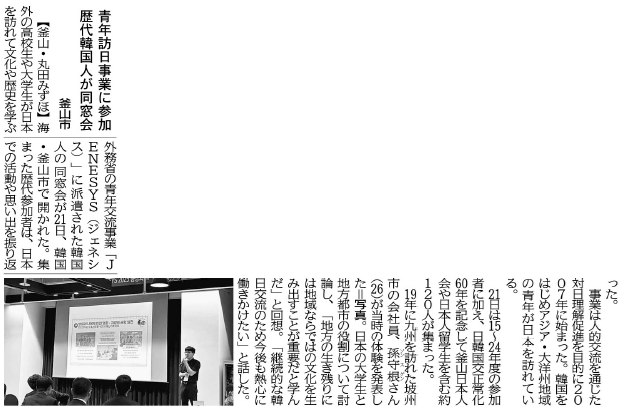 青年訪日事業に参加
歴代韓国人が同窓会
釜山市
【釜山・丸田みずほ】海
外の高校生や大学生が日本
を訪れて文化や歴史を学ぶ
外務省の青年交流事業「J
ENESYS（ジェネシ
ス）」に派遣された韓国
人の同窓会が21日、韓国
・釜山市で開かれた。集
まった歴代参加者は、日本
での活動や思い出を振り返
った。
事業は人的交流を通じた
対日理解促進を目的に20
07年に始まった。韓国を
はじめアジア・大洋州地域
の青年が日本を訪れてい
る。
21日は15～24年度の参加
者に加え、日韓国交正常化
60年を記念して釜山日本人
会や日本人留学生を含む約
120人が集まった。
19年に九州を訪れた坡州
市の会社員、孫守根さん
（26）が当時の体験を発表し
た＝写真。日本の大学生と
地方都市の役割について討
論し、「地方の生き残りに
は地域ならではの文化を生
み出すことが重要だと学ん
だ」と回想。「継続的な韓
日交流のため今後も熱心に
働きかけたい」と話した。